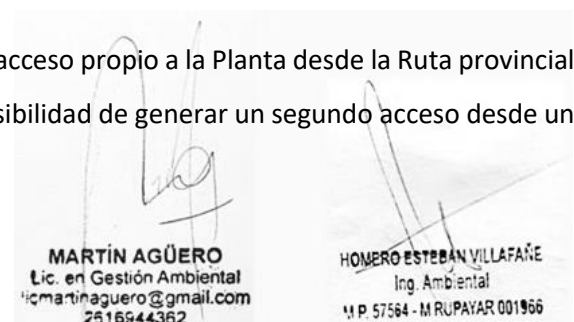 acceso propio a la Planta desde la Ruta provincial
sibilidad de generar un segundo acceso desde un
MARTÍN AGÜERO
Lic. en Gestión Ambiental
licmartinaguero@gmail.com
2616944362
HOMERO ESTEBAN VILLAFAÑE
Ing. Ambiental
M.P. 57564 - M RUPAYAR 001966